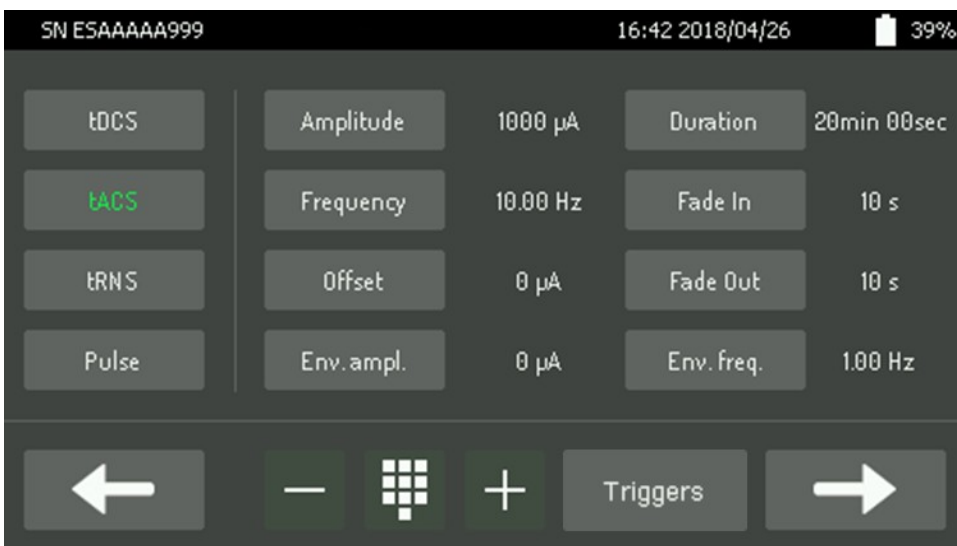 SN ESAAAAA999 16:42 2018/04/26 39%
tDCS Amplitude 1000 µA Duration 20min 00sec
tACS Frequency 10.00 Hz Fade In 10 s
tRNS Offset 0 µA Fade Out 10 s
Pulse Env.ampl. 0 µA Env.freq. 1.00 Hz
Triggers